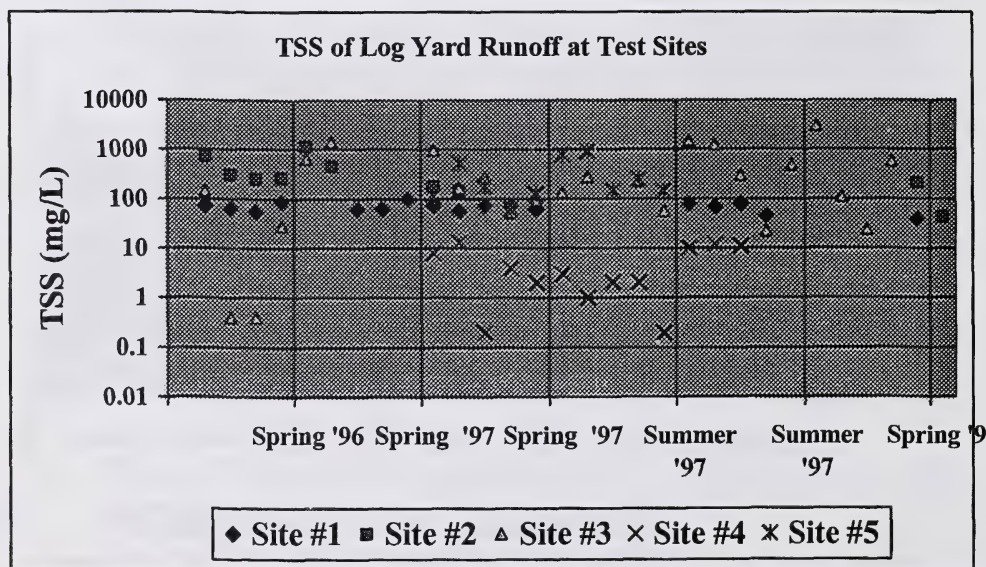 TSS of Log Yard Runoff at Test Sites
TSS (mg/L)
10000
1000
100
10
1
0.1
0.01
Spring '96 Spring '97 Spring '97 Summer '97 Summer '97 Spring '9
Site #1 Site #2 Site #3 Site #4 Site #5